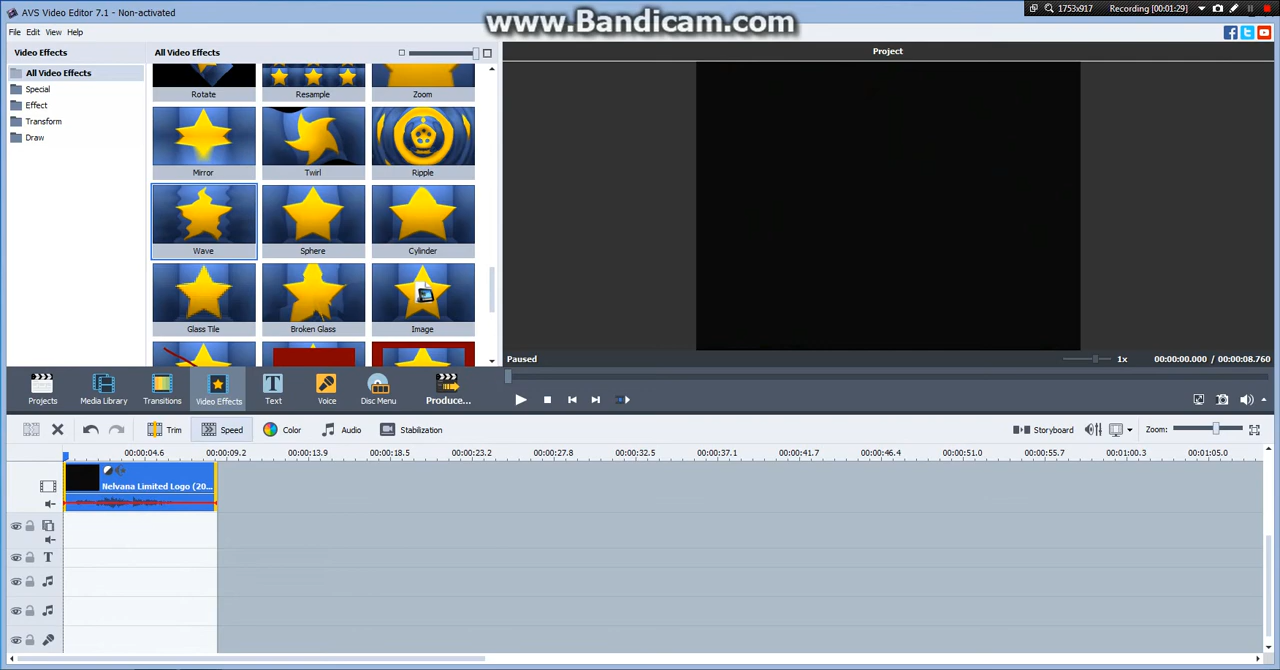 AVS Video Editor 7.1 - Non-activated
www.Bandicam.com
1753x917
Recording [00:01:29]
File Edit View Help
Video Effects
All Video Effects
Project
All Video Effects
Special
Effect
Transform
Draw
Rotate
Resample
Zoom
Mirror
Twirl
Ripple
Wave
Sphere
Cylinder
Glass Tile
Broken Glass
Image
Paused
1x
00:00:00.000 / 00:00:08.760
Projects
Media Library
Transitions
Video Effects
Text
Voice
Disc Menu
Produce...
Trim
Speed
Color
Audio
Stabilization
Storyboard
Zoom:
00:00:04.6 00:00:09.2 00:00:13.9 00:00:18.5 00:00:23.2 00:00:27.8 00:00:32.5 00:00:37.1 00:00:41.7 00:00:46.4 00:00:51.0 00:00:55.7 00:01:00.3 00:01:05.0
Nelvana Limited Logo (20...
T